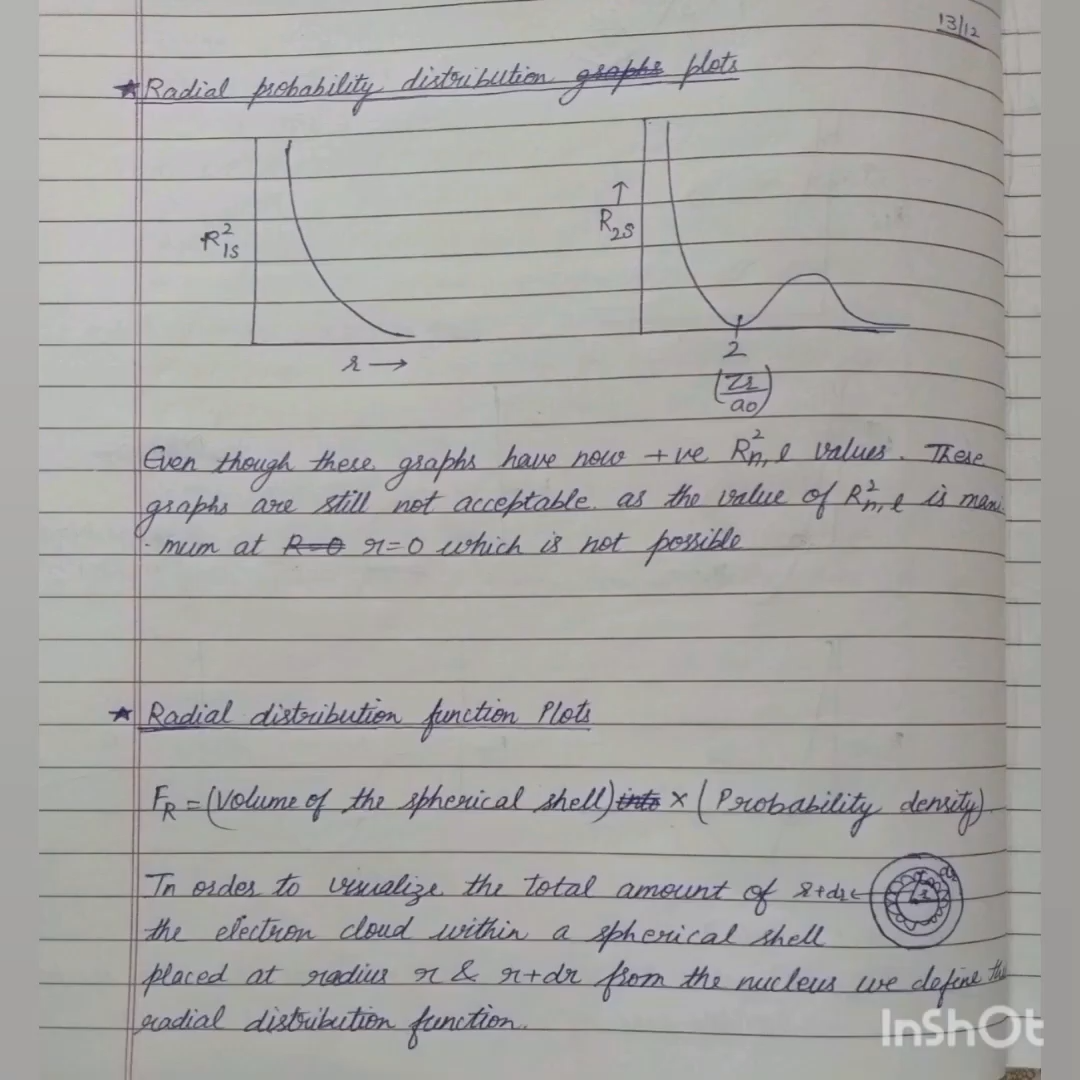 13/12
★ Radial probability distribution graphs plots
R²1s
r →
↑
R2s
2
(Zr/a0)
Even though these graphs have now +ve R²n,l values. These
graphs are still not acceptable as the value of R²n,l is maxi
-mum at R=0 r=0 which is not possible
★ Radial distribution function Plots
FR = (Volume of the spherical shell) into × (Probability density)
In order to visualize the total amount of r+dr
the electron cloud within a spherical shell
placed at radius r & r+dr from the nucleus we define the
radial distribution function.
InShOt